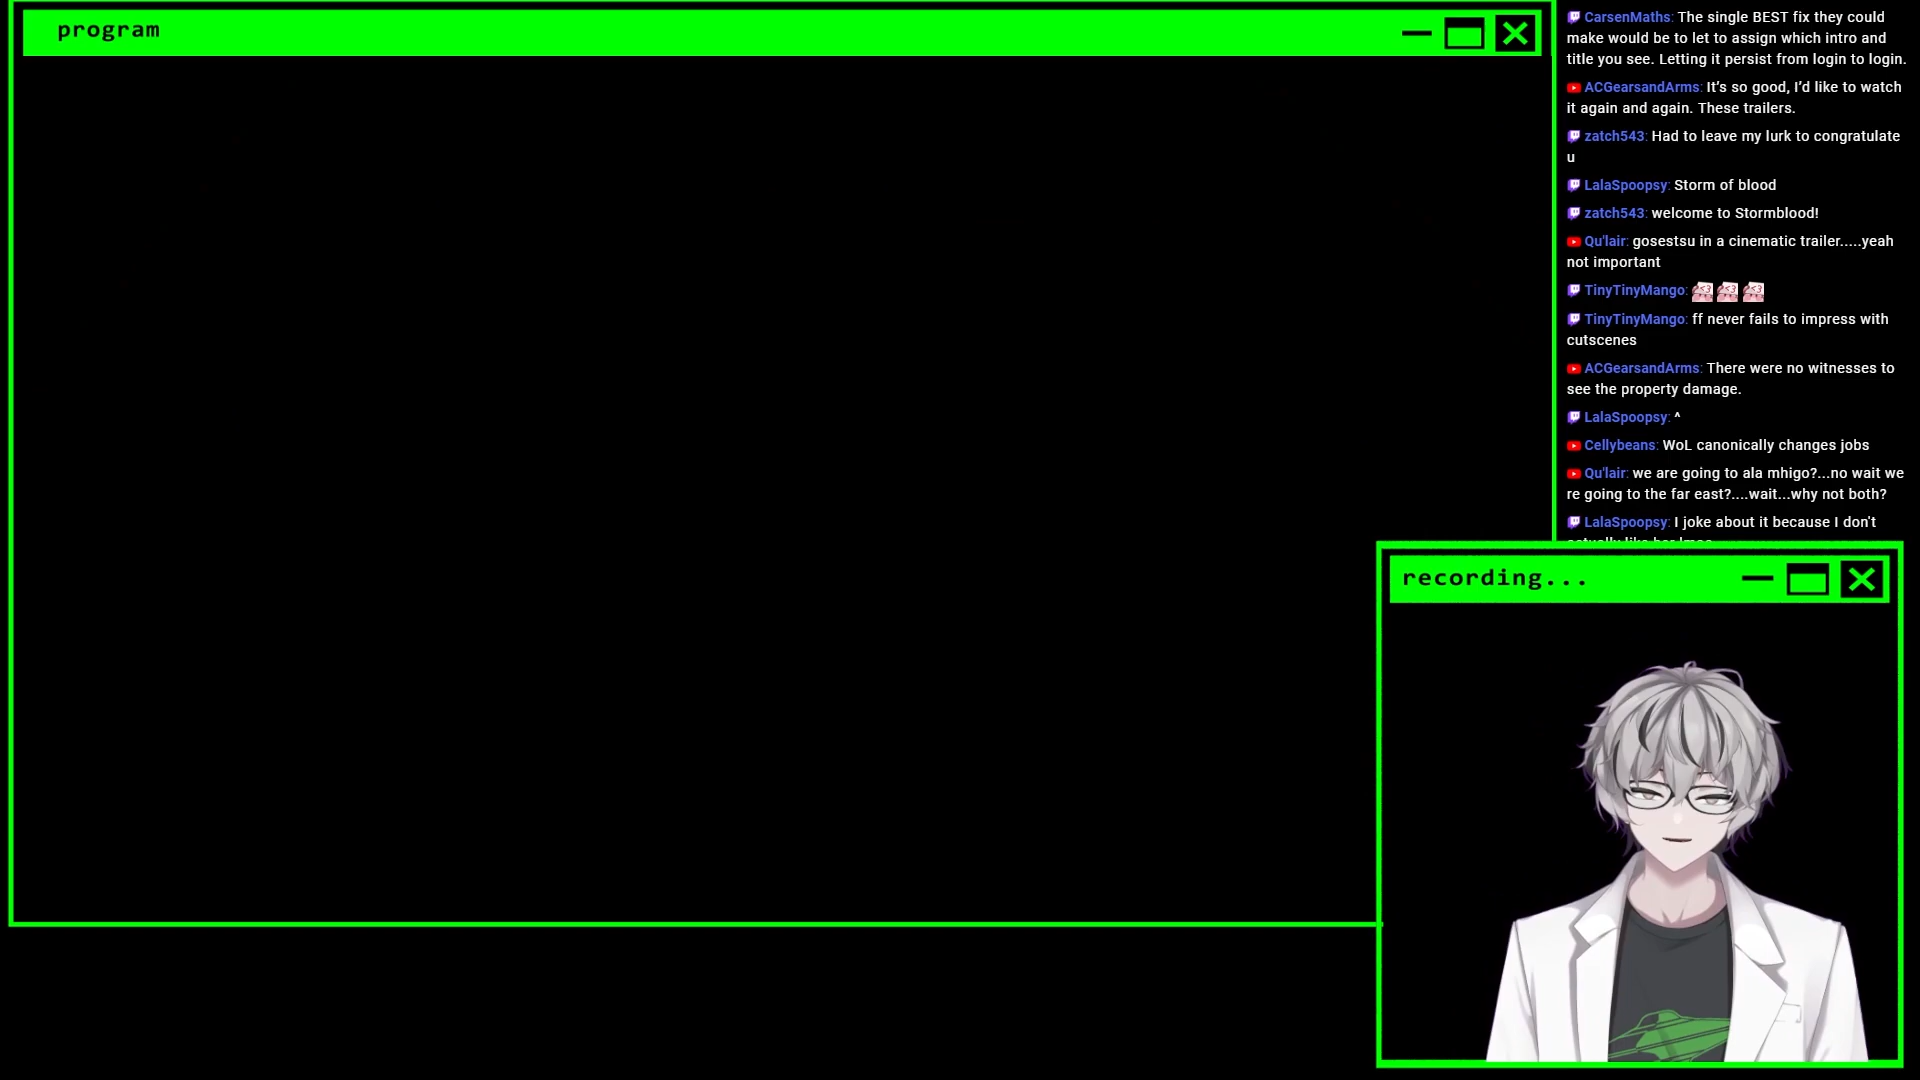 program
CarsenMaths: The single BEST fix they could
make would be to let to assign which intro and
title you see. Letting it persist from login to login.
ACGearsandArms: It's so good, I'd like to watch
it again and again. These trailers.
zatch543: Had to leave my lurk to congratulate
u
LalaSpoopsy: Storm of blood
zatch543: welcome to Stormblood!
Qu'lair: gosestsu in a cinematic trailer.....yeah
not important
TinyTinyMango:
TinyTinyMango: ff never fails to impress with
cutscenes
ACGearsandArms: There were no witnesses to
see the property damage.
LalaSpoopsy: ^
Cellybeans: WoL canonically changes jobs
Qu'lair: we are going to ala mhigo?...no wait we
re going to the far east?....wait...why not both?
LalaSpoopsy: I joke about it because I don't
recording...